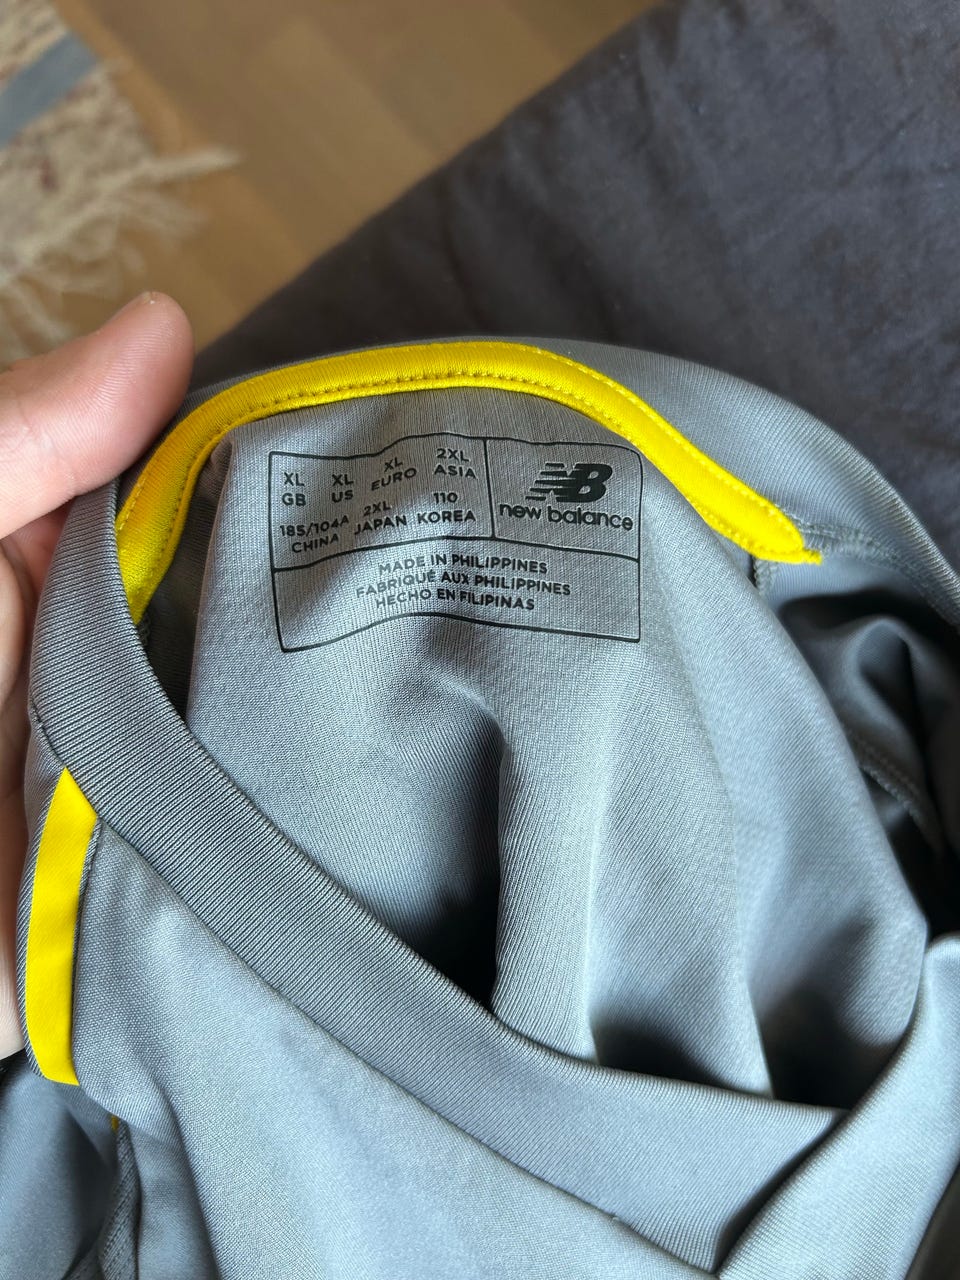 XL XL XL 2XL
GB US EURO ASIA
185/104A 2XL 110
CHINA JAPAN KOREA
NB
new balance
MADE IN PHILIPPINES
FABRIQUÉ AUX PHILIPPINES
HECHO EN FILIPINAS